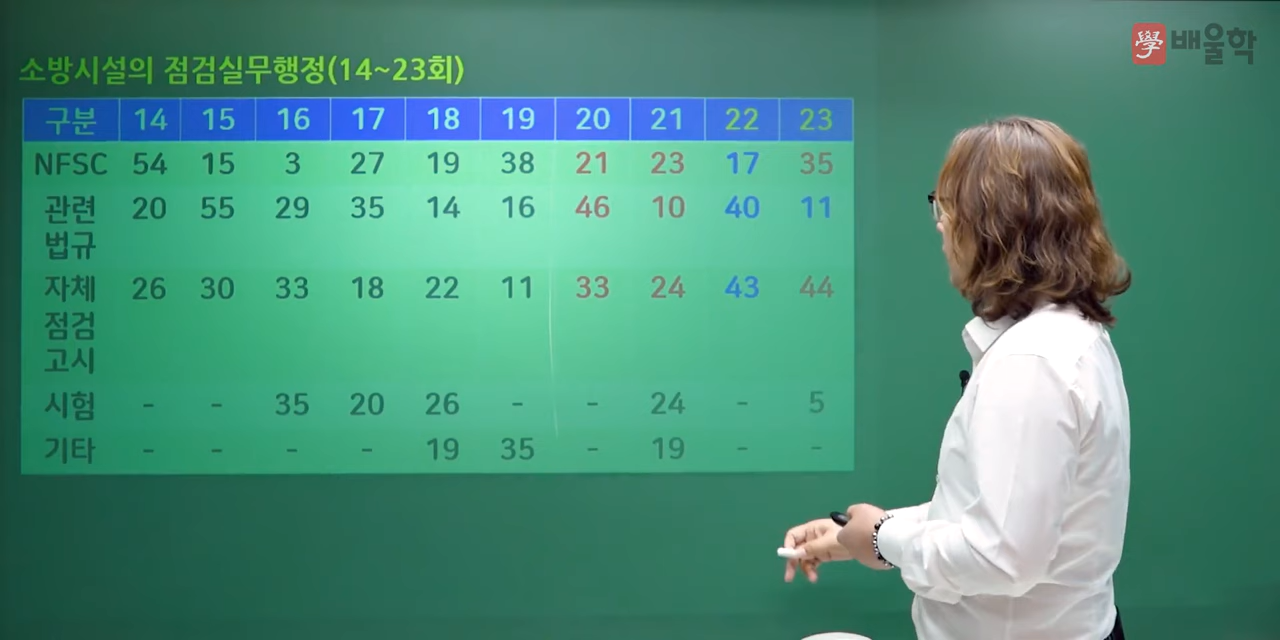 學 배울학
소방시설의 점검실무행정(14~23회)
구분 14 15 16 17 18 19 20 21 22 23
NFSC 54 15 3 27 19 38 21 23 17 35
관련 20 55 29 35 14 16 46 10 40 11
법규
자체 26 30 33 18 22 11 33 24 43 44
점검
고시
시험 - - 35 20 26 - - 24 - 5
기타 - - - - 19 35 - 19 - -